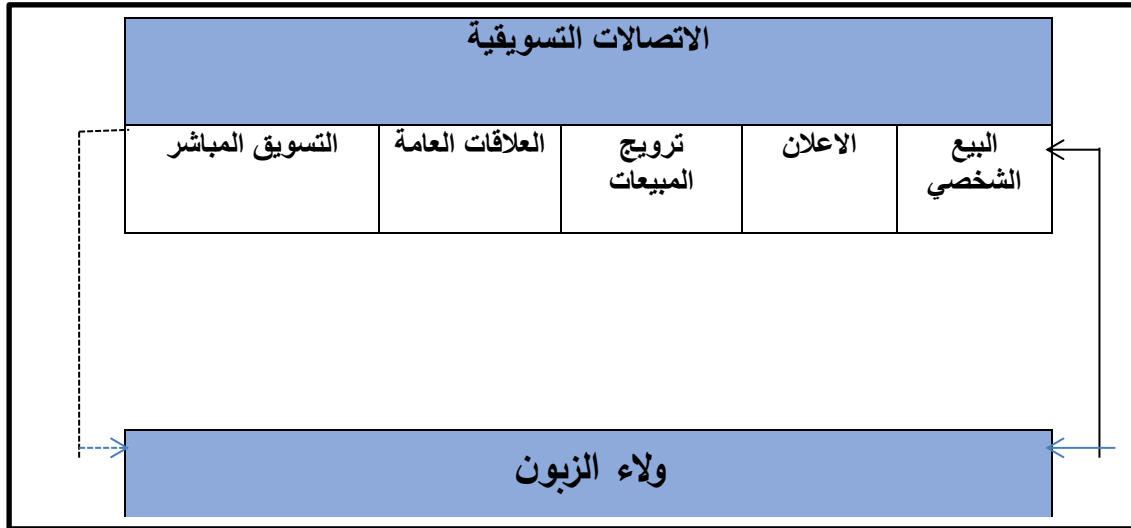 الاتصالات التسويقية
البيع
الشخصي
الاعلان
ترويج
المبيعات
العلاقات العامة
التسويق المباشر
ولاء الزبون